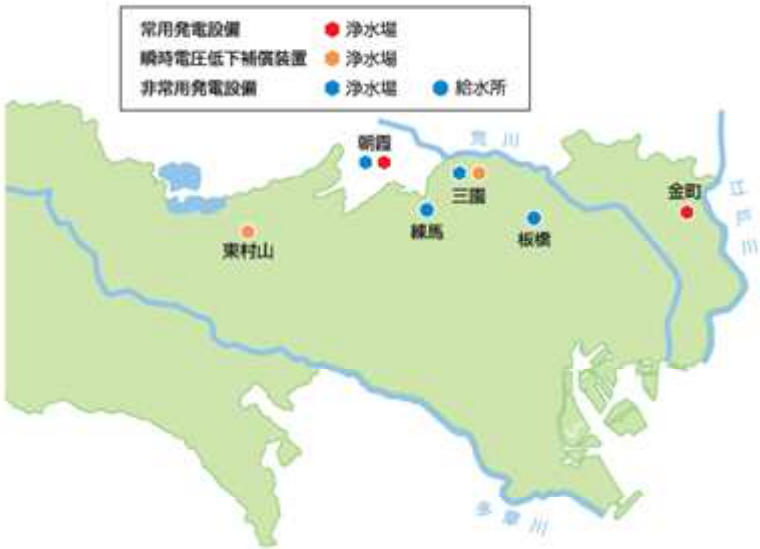 常用発電設備 浄水場
瞬時電圧低下補償装置 浄水場
非常用発電設備 浄水場 給水所
朝霞
荒川
三園
金町
江戸川
練馬
板橋
東村山
多摩川